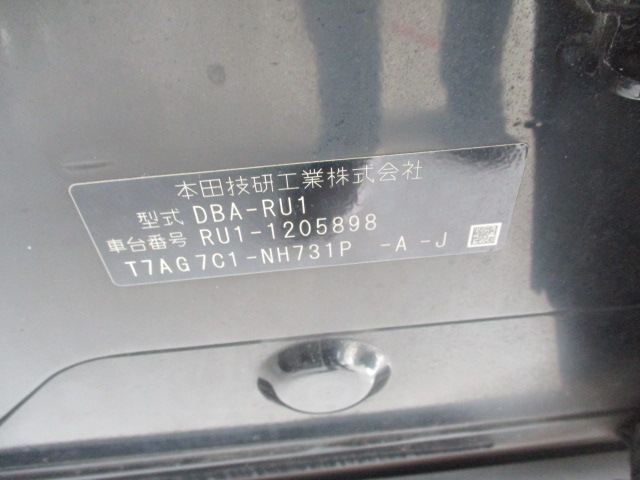 本田技研工業株式会社
型式 DBA-RU1
車台番号 RU1-1205898
T7AG7C1-NH731P -A-J